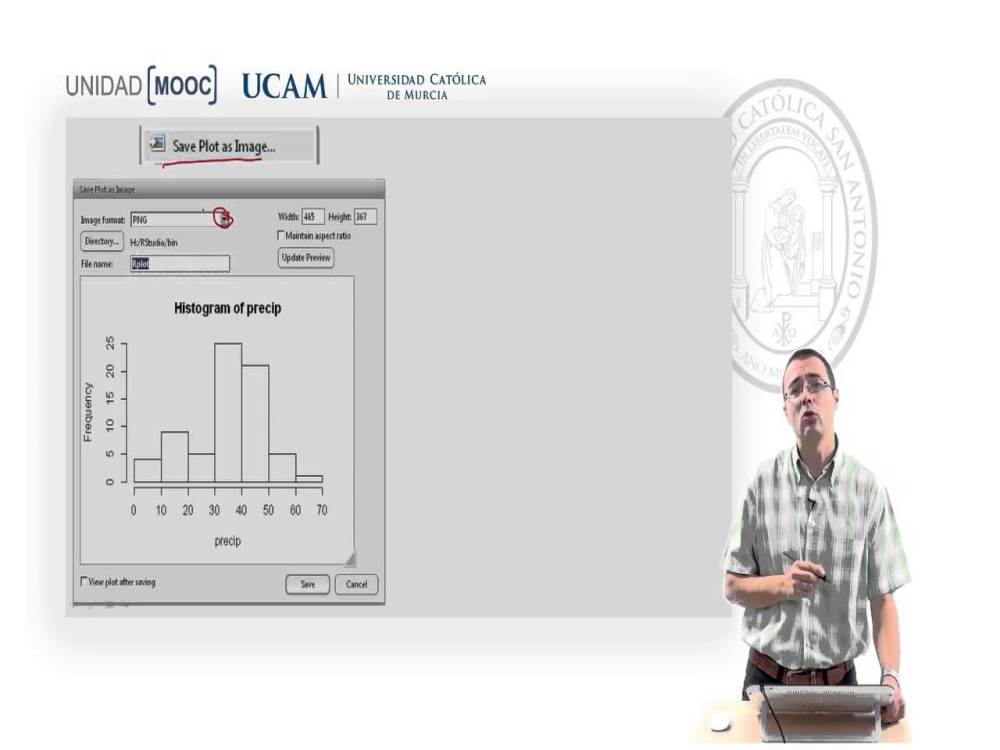 UNIDAD [MOOC] UCAM | UNIVERSIDAD CATÓLICA
DE MURCIA
Save Plot as Image...
Save Plot as Image
Image format: PNG Width: 465 Height: 367
Directory... H:/RStudio/bin Maintain aspect ratio
File name: Rplot Update Preview
Histogram of precip
Frequency
25
20
15
10
5
0
0 10 20 30 40 50 60 70
precip
View plot after saving Save Cancel
CATÓLICA SAN ANTONIO
IN LIBERTATEM VOCATI
AÑO M